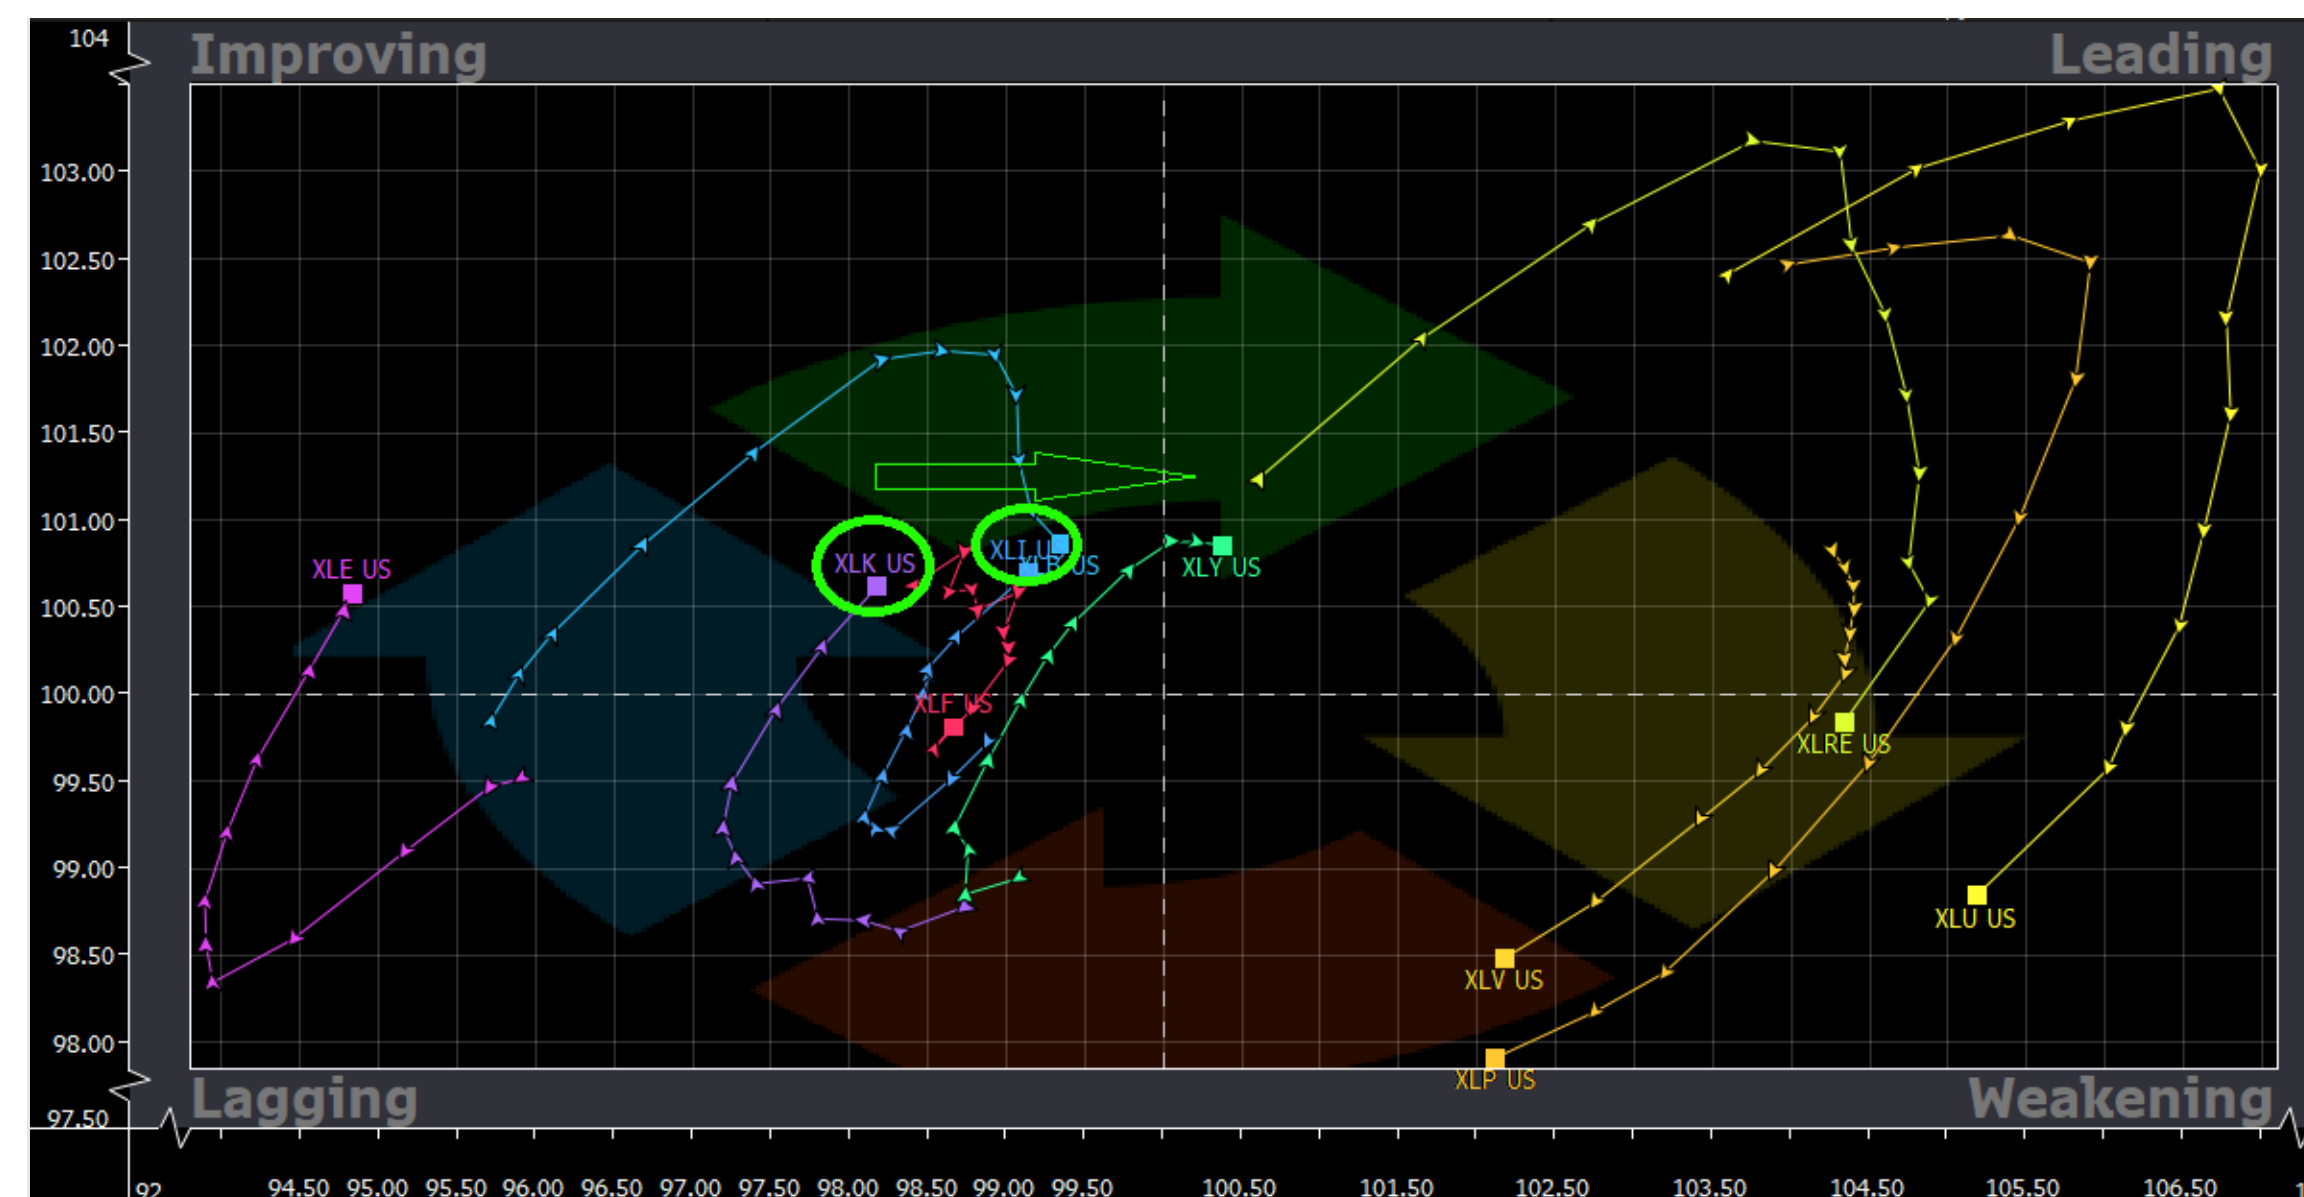 104
Improving
Leading
103.00
102.50
102.00
101.50
101.00
100.50
100.00
99.50
99.00
98.50
98.00
97.50
XLE US
XLK US
XLI US
XLB US
XLY US
XLF US
XLRE US
XLU US
XLV US
XLP US
Lagging
Weakening
92
94.50 95.00 95.50 96.00 96.50 97.00 97.50 98.00 98.50 99.00 99.50 100.50 101.50 102.50 103.50 104.50 105.50 106.50